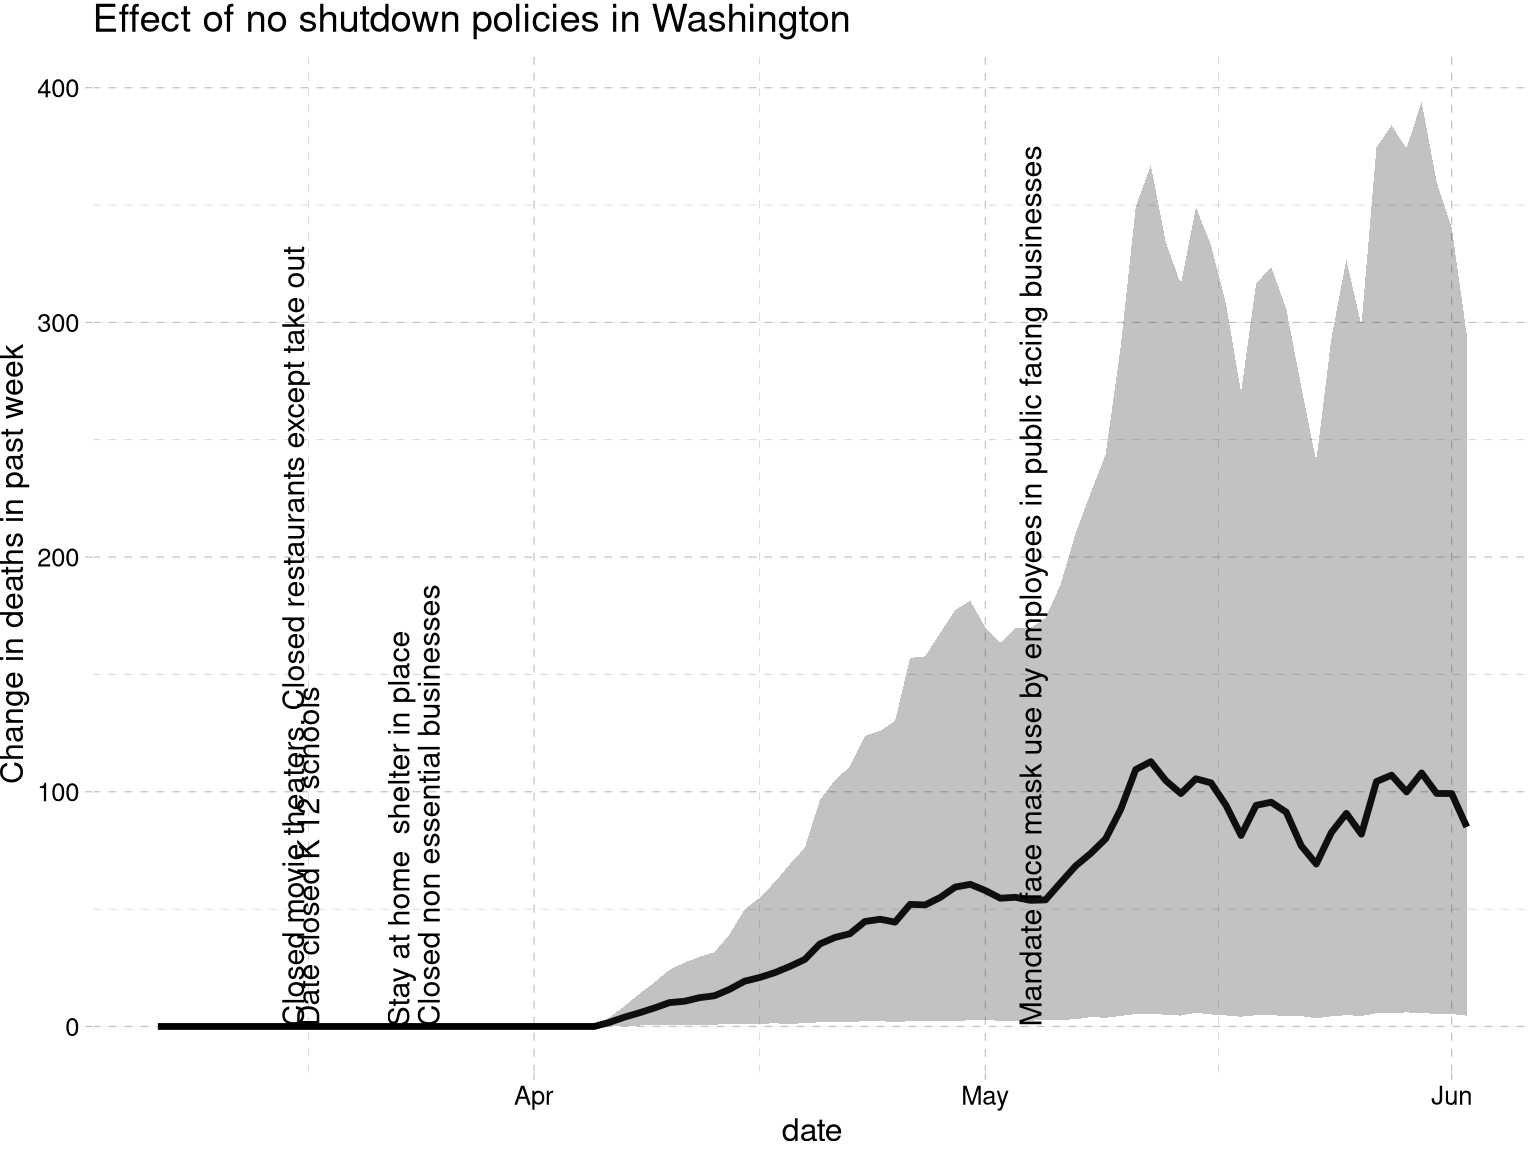 Effect of no shutdown policies in Washington
Change in deaths in past week
400
300
200
100
0
Closed movie theaters, Closed restaurants except take out
Date closed K 12 schools
Stay at home  shelter in place
Closed non essential businesses
Mandate face mask use by employees in public facing businesses
Apr
May
Jun
date